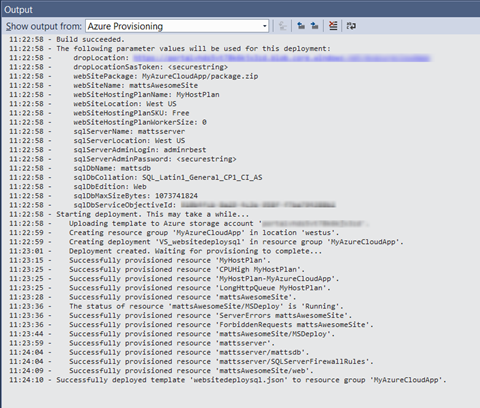 Output
Show output from: Azure Provisioning
11:22:58 - Build succeeded.
11:22:58 - The following parameter values will be used for this deployment:
11:22:58 - dropLocation:
11:22:58 - dropLocationSasToken: <securestring>
11:22:58 - webSitePackage: MyAzureCloudApp/package.zip
11:22:58 - webSiteName: mattsAwesomeSite
11:22:58 - webSiteHostingPlanName: MyHostPlan
11:22:58 - webSiteLocation: West US
11:22:58 - webSiteHostingPlanSKU: Free
11:22:58 - webSiteHostingPlanWorkerSize: 0
11:22:58 - sqlServerName: mattsserver
11:22:58 - sqlServerLocation: West US
11:22:58 - sqlServerAdminLogin: adminrbest
11:22:58 - sqlServerAdminPassword: <securestring>
11:22:58 - sqlDbName: mattsdb
11:22:58 - sqlDbCollation: SQL_Latin1_General_CP1_CI_AS
11:22:58 - sqlDbEdition: Web
11:22:58 - sqlDbMaxSizeBytes: 1073741824
11:22:58 - sqlDbServiceObjectiveId:
11:22:58 - Starting deployment. This may take a while...
11:22:58 - Uploading template to Azure storage account '
11:22:59 - Creating resource group 'MyAzureCloudApp' in location 'westus'.
11:22:59 - Creating deployment 'VS_websitedeploysql' in resource group 'MyAzureCloudApp'.
11:23:01 - Deployment created. Waiting for provisioning to complete...
11:23:15 - Successfully provisioned resource 'MyHostPlan'.
11:23:25 - Successfully provisioned resource 'CPUHigh MyHostPlan'.
11:23:25 - Successfully provisioned resource 'MyHostPlan-MyAzureCloudApp'.
11:23:25 - Successfully provisioned resource 'LongHttpQueue MyHostPlan'.
11:23:28 - Successfully provisioned resource 'mattsAwesomeSite'.
11:23:36 - The status of resource 'mattsAwesomeSite/MSDeploy' is 'Running'.
11:23:36 - Successfully provisioned resource 'ServerErrors mattsAwesomeSite'.
11:23:36 - Successfully provisioned resource 'ForbiddenRequests mattsAwesomeSite'.
11:23:44 - Successfully provisioned resource 'mattsAwesomeSite/MSDeploy'.
11:23:59 - Successfully provisioned resource 'mattsserver'.
11:24:04 - Successfully provisioned resource 'mattsserver/mattsdb'.
11:24:04 - Successfully provisioned resource 'mattsserver/SQLServerFirewallRules'.
11:24:09 - Successfully provisioned resource 'mattsAwesomeSite/web'.
11:24:10 - Successfully deployed template 'websitedeploysql.json' to resource group 'MyAzureCloudApp'.